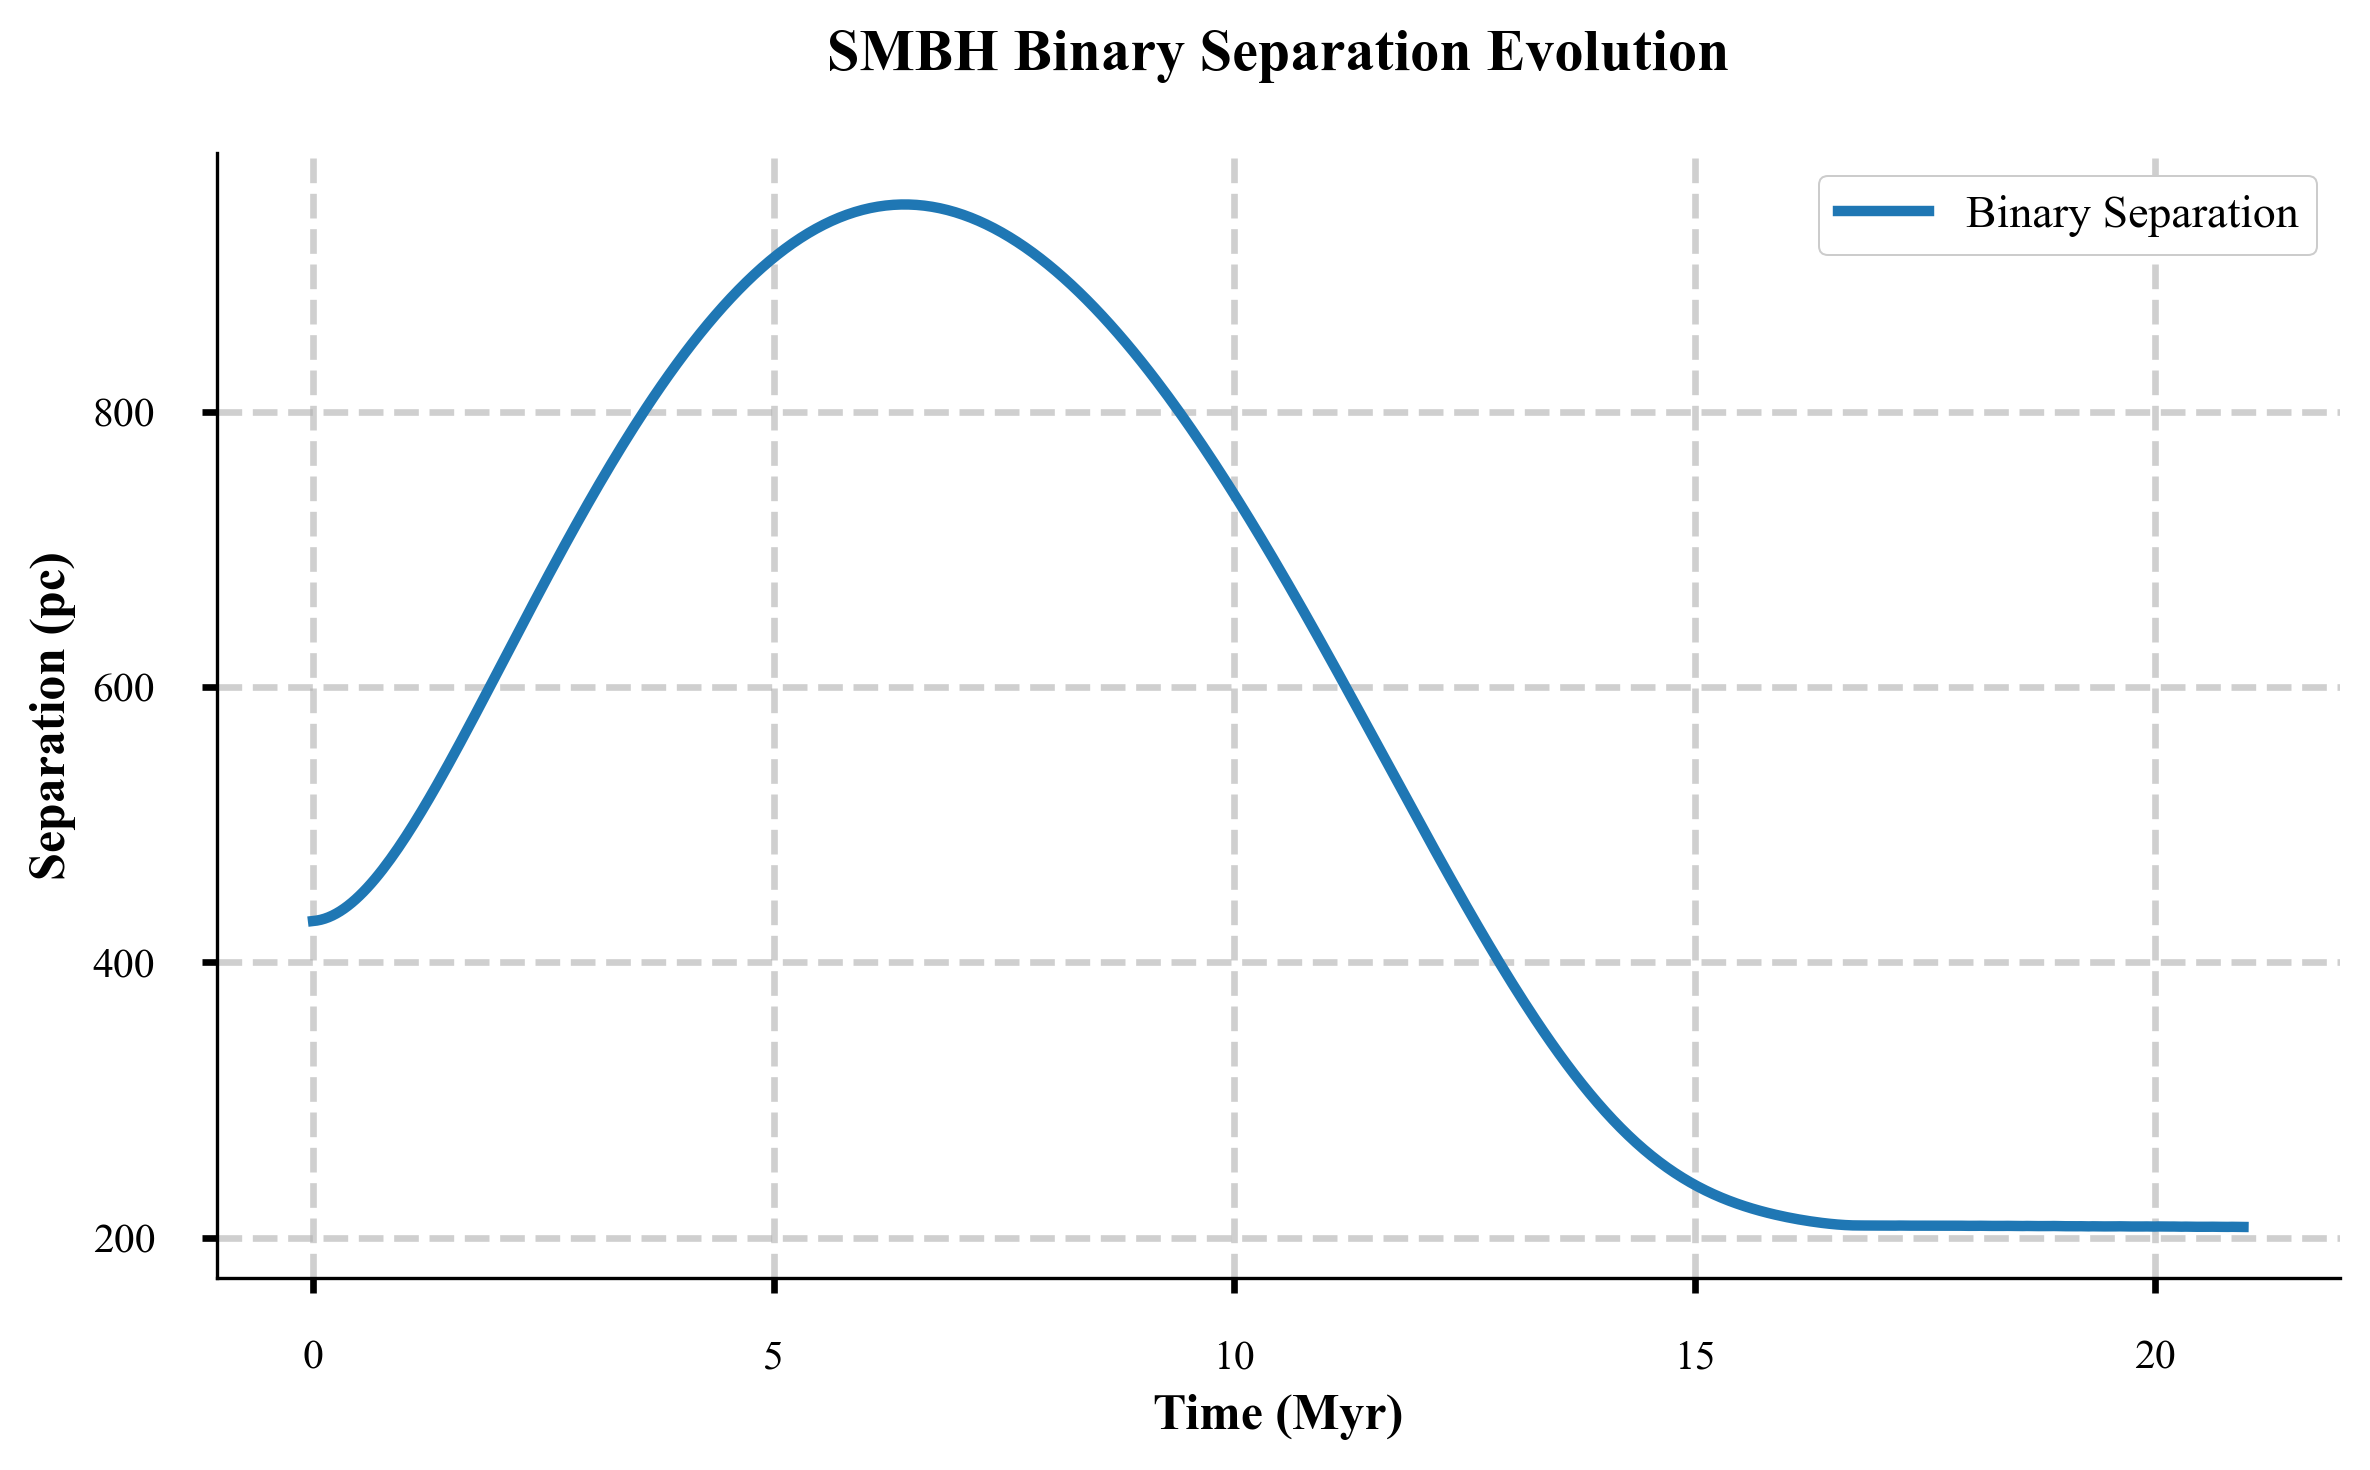 SMBH Binary Separation Evolution
Binary Separation
Separation (pc)
800
600
400
200
0 5 10 15 20
Time (Myr)